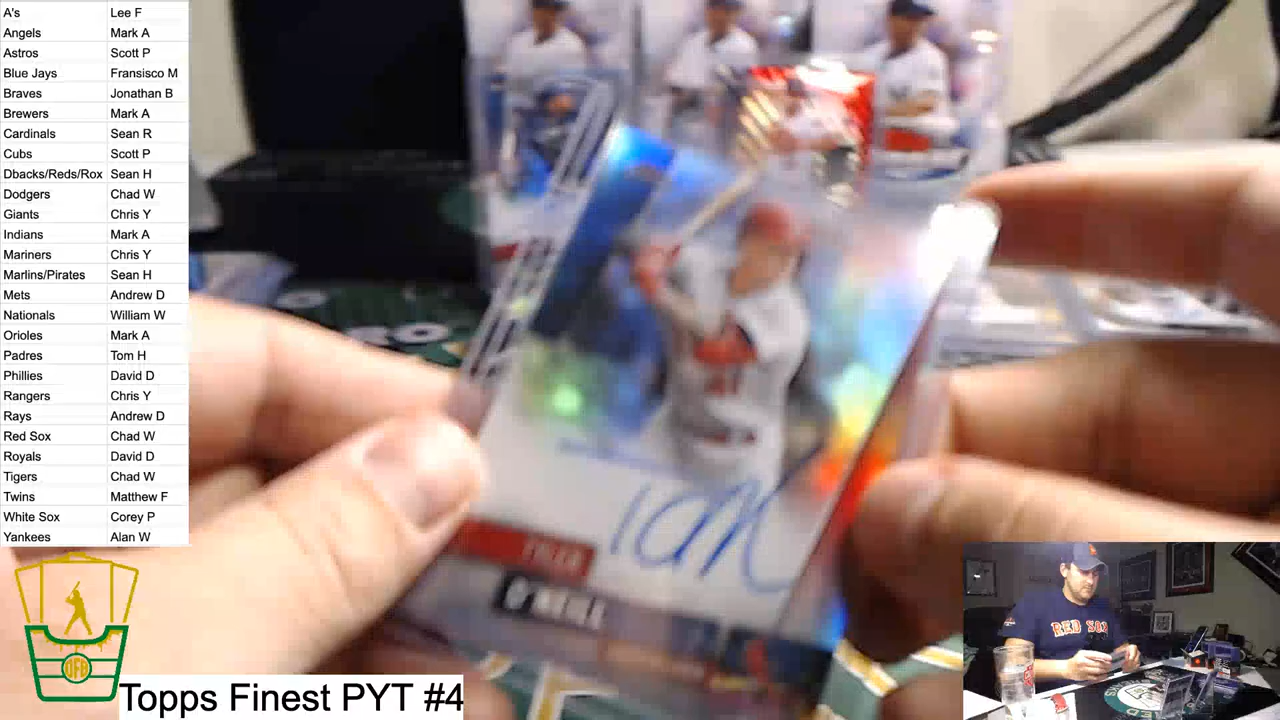 A's Lee F
Angels Mark A
Astros Scott P
Blue Jays Fransisco M
Braves Jonathan B
Brewers Mark A
Cardinals Sean R
Cubs Scott P
Dbacks/Reds/Rox Sean H
Dodgers Chad W
Giants Chris Y
Indians Mark A
Mariners Chris Y
Marlins/Pirates Sean H
Mets Andrew D
Nationals William W
Orioles Mark A
Padres Tom H
Phillies David D
Rangers Chris Y
Rays Andrew D
Red Sox Chad W
Royals David D
Tigers Chad W
Twins Matthew F
White Sox Corey P
Yankees Alan W
TYLER
O'NEILL
RED SOX
Topps Finest PYT #4